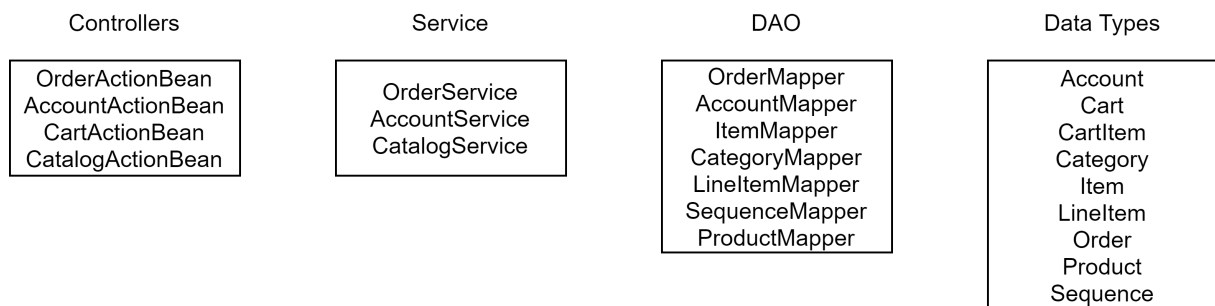 Controllers
OrderActionBean
AccountActionBean
CartActionBean
CatalogActionBean
Service
OrderService
AccountService
CatalogService
DAO
OrderMapper
AccountMapper
ItemMapper
CategoryMapper
LineItemMapper
SequenceMapper
ProductMapper
Data Types
Account
Cart
CartItem
Category
Item
LineItem
Order
Product
Sequence